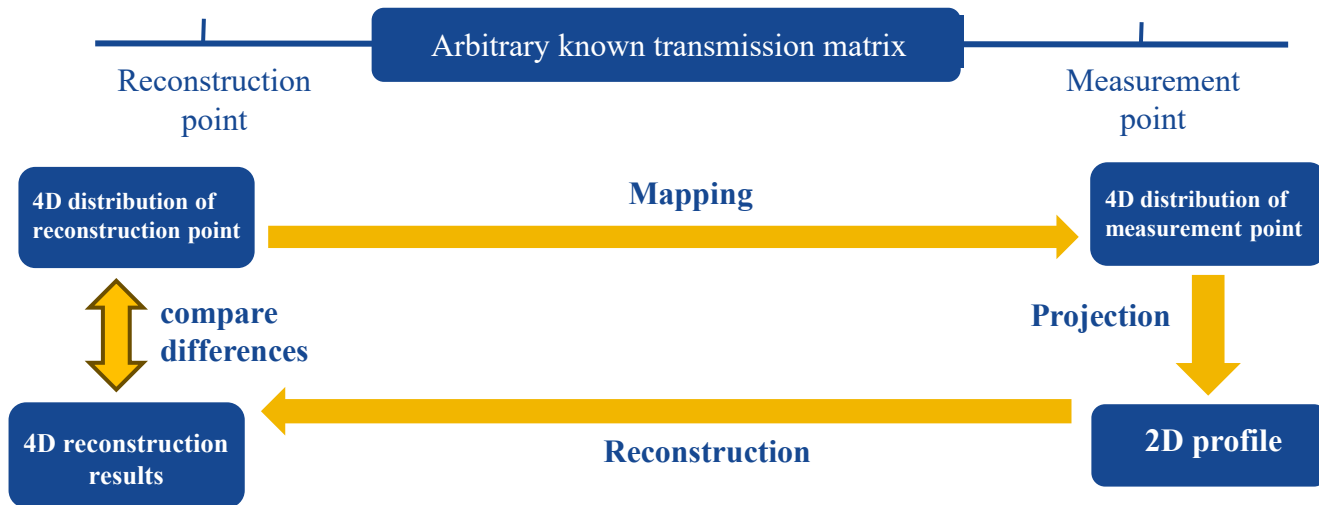 Arbitrary known transmission matrix
Reconstruction
point
Measurement
point
4D distribution of
reconstruction point
Mapping
4D distribution of
measurement point
compare
differences
Projection
4D reconstruction
results
Reconstruction
2D profile